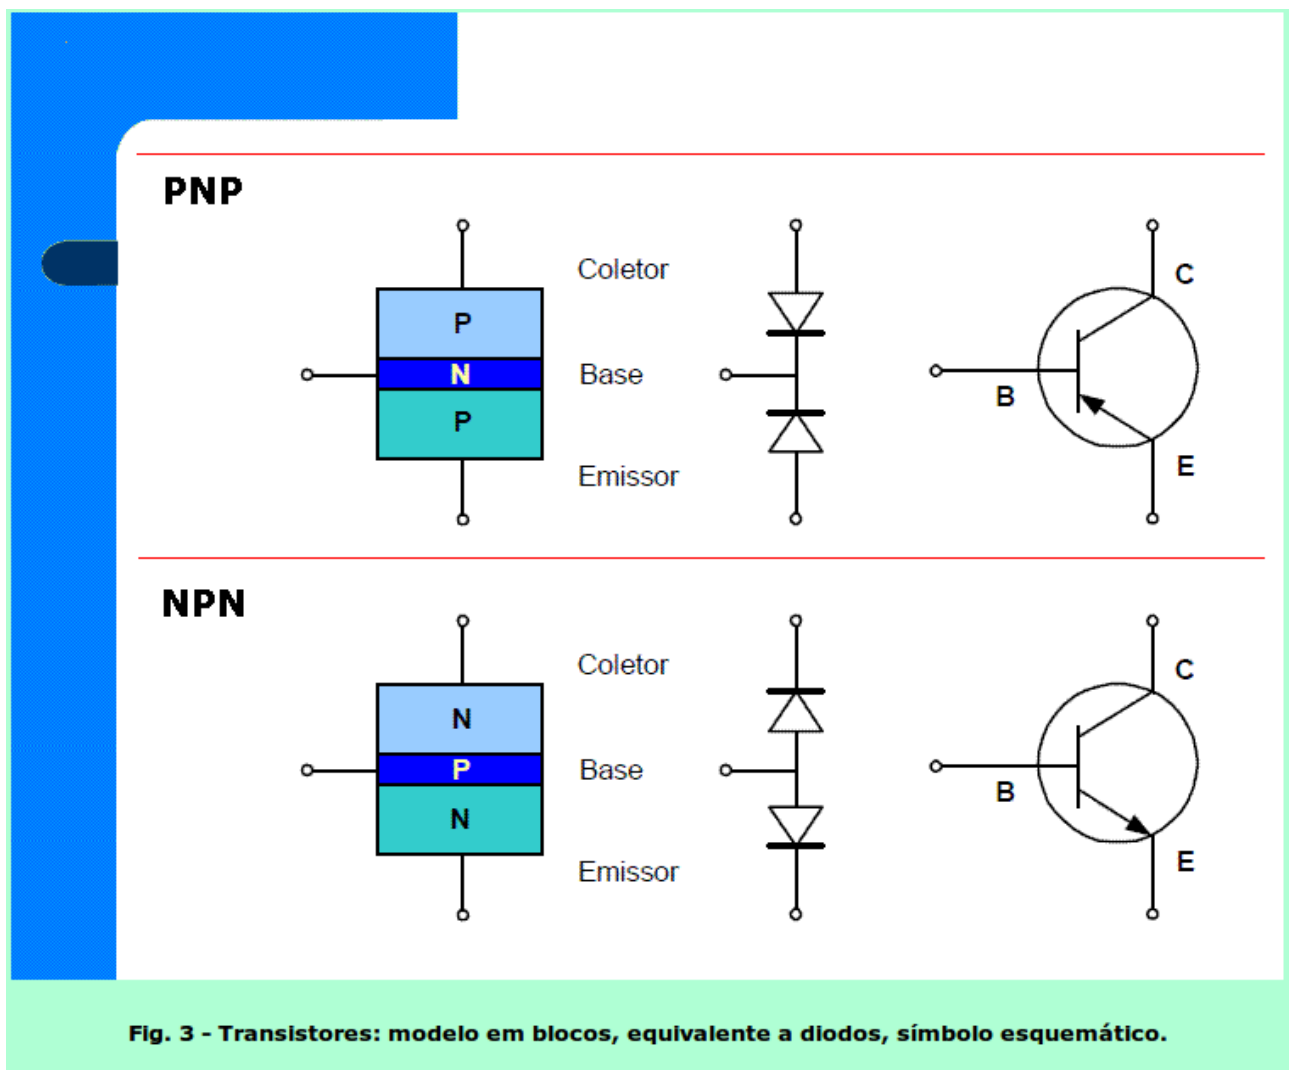 PNP
Coletor
P
C
N
Base
B
P
Emissor
E
NPN
Coletor
N
C
P
Base
B
N
Emissor
E
Fig. 3 - Transistores: modelo em blocos, equivalente a diodos, símbolo esquemático.